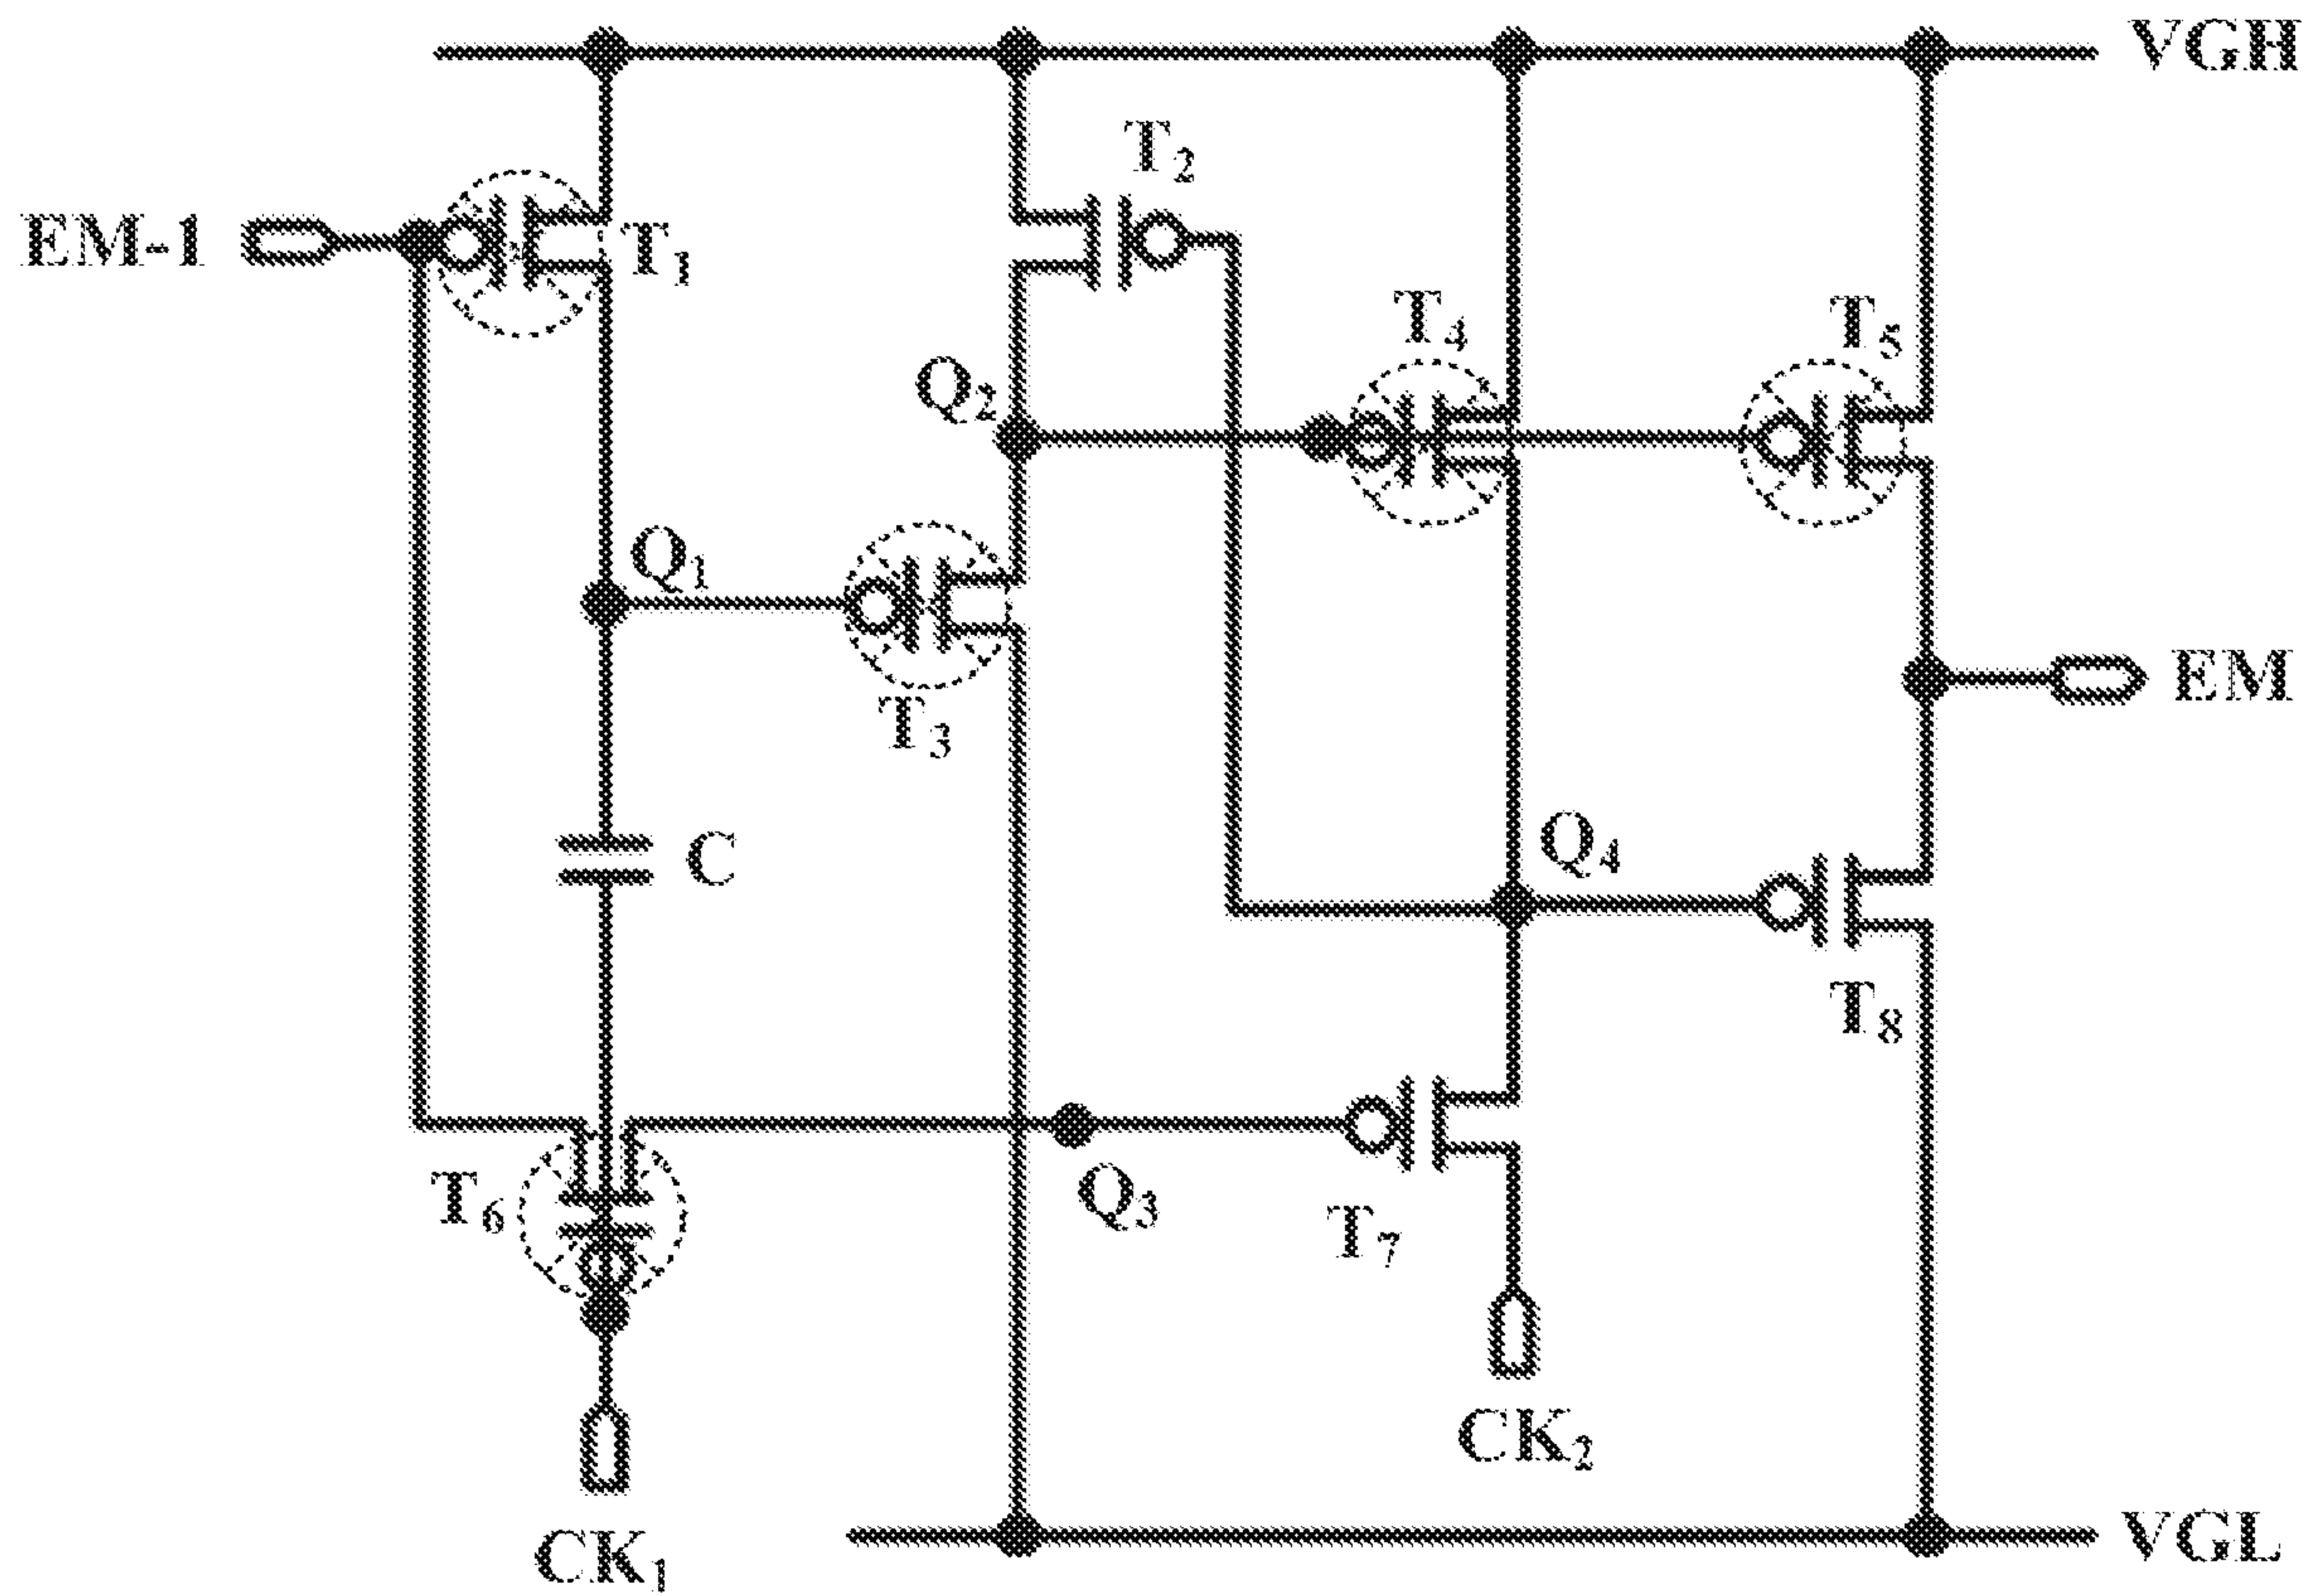 VGH
T₂
EM-1
T₁
T₄
T₅
Q₂
Q₁
EM
T₃
Q₄
C
T₈
T₆
Q₃
T₇
CK₂
VGL
CK₁